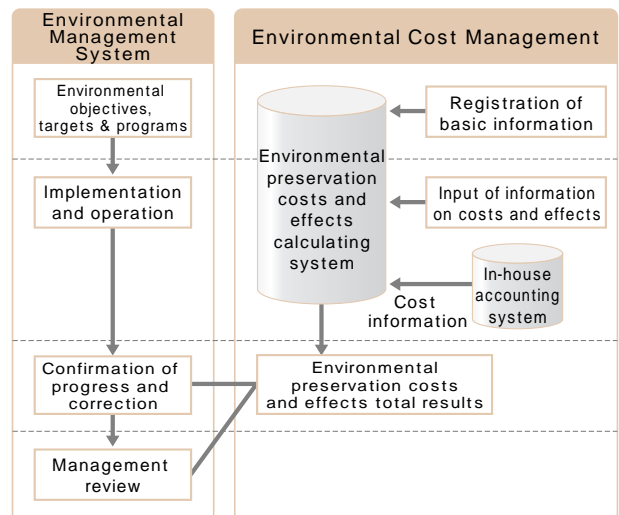 Environmental
Management
System
Environmental Cost Management
Environmental
objectives,
targets & programs
Registration of
basic information
Environmental
preservation
costs and
effects
calculating
system
Implementation
and operation
Input of information
on costs and effects
In-house
accounting
system
Cost
information
Confirmation of
progress and
correction
Environmental
preservation costs
and effects total results
Management
review